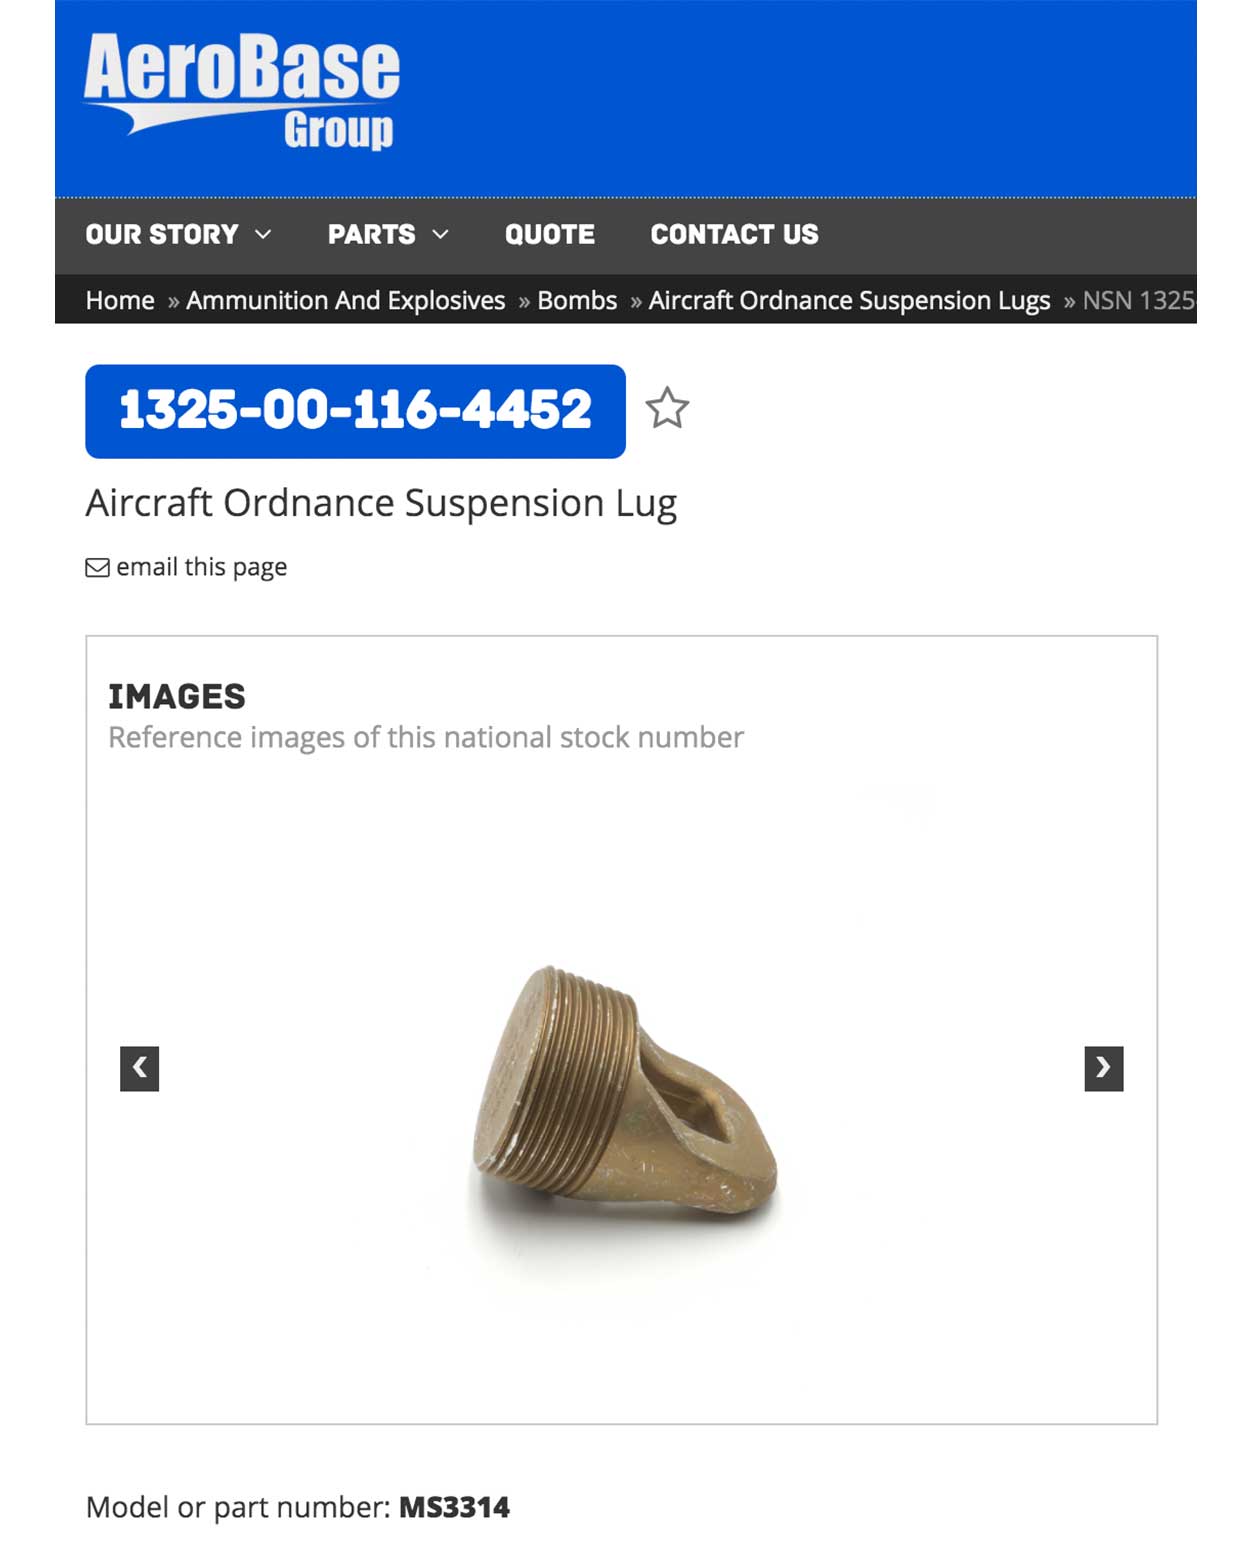 AeroBase
Group
OUR STORY PARTS QUOTE CONTACT US
Home » Ammunition And Explosives » Bombs » Aircraft Ordnance Suspension Lugs » NSN 1325-
1325-00-116-4452
Aircraft Ordnance Suspension Lug
email this page
IMAGES
Reference images of this national stock number
Model or part number: MS3314